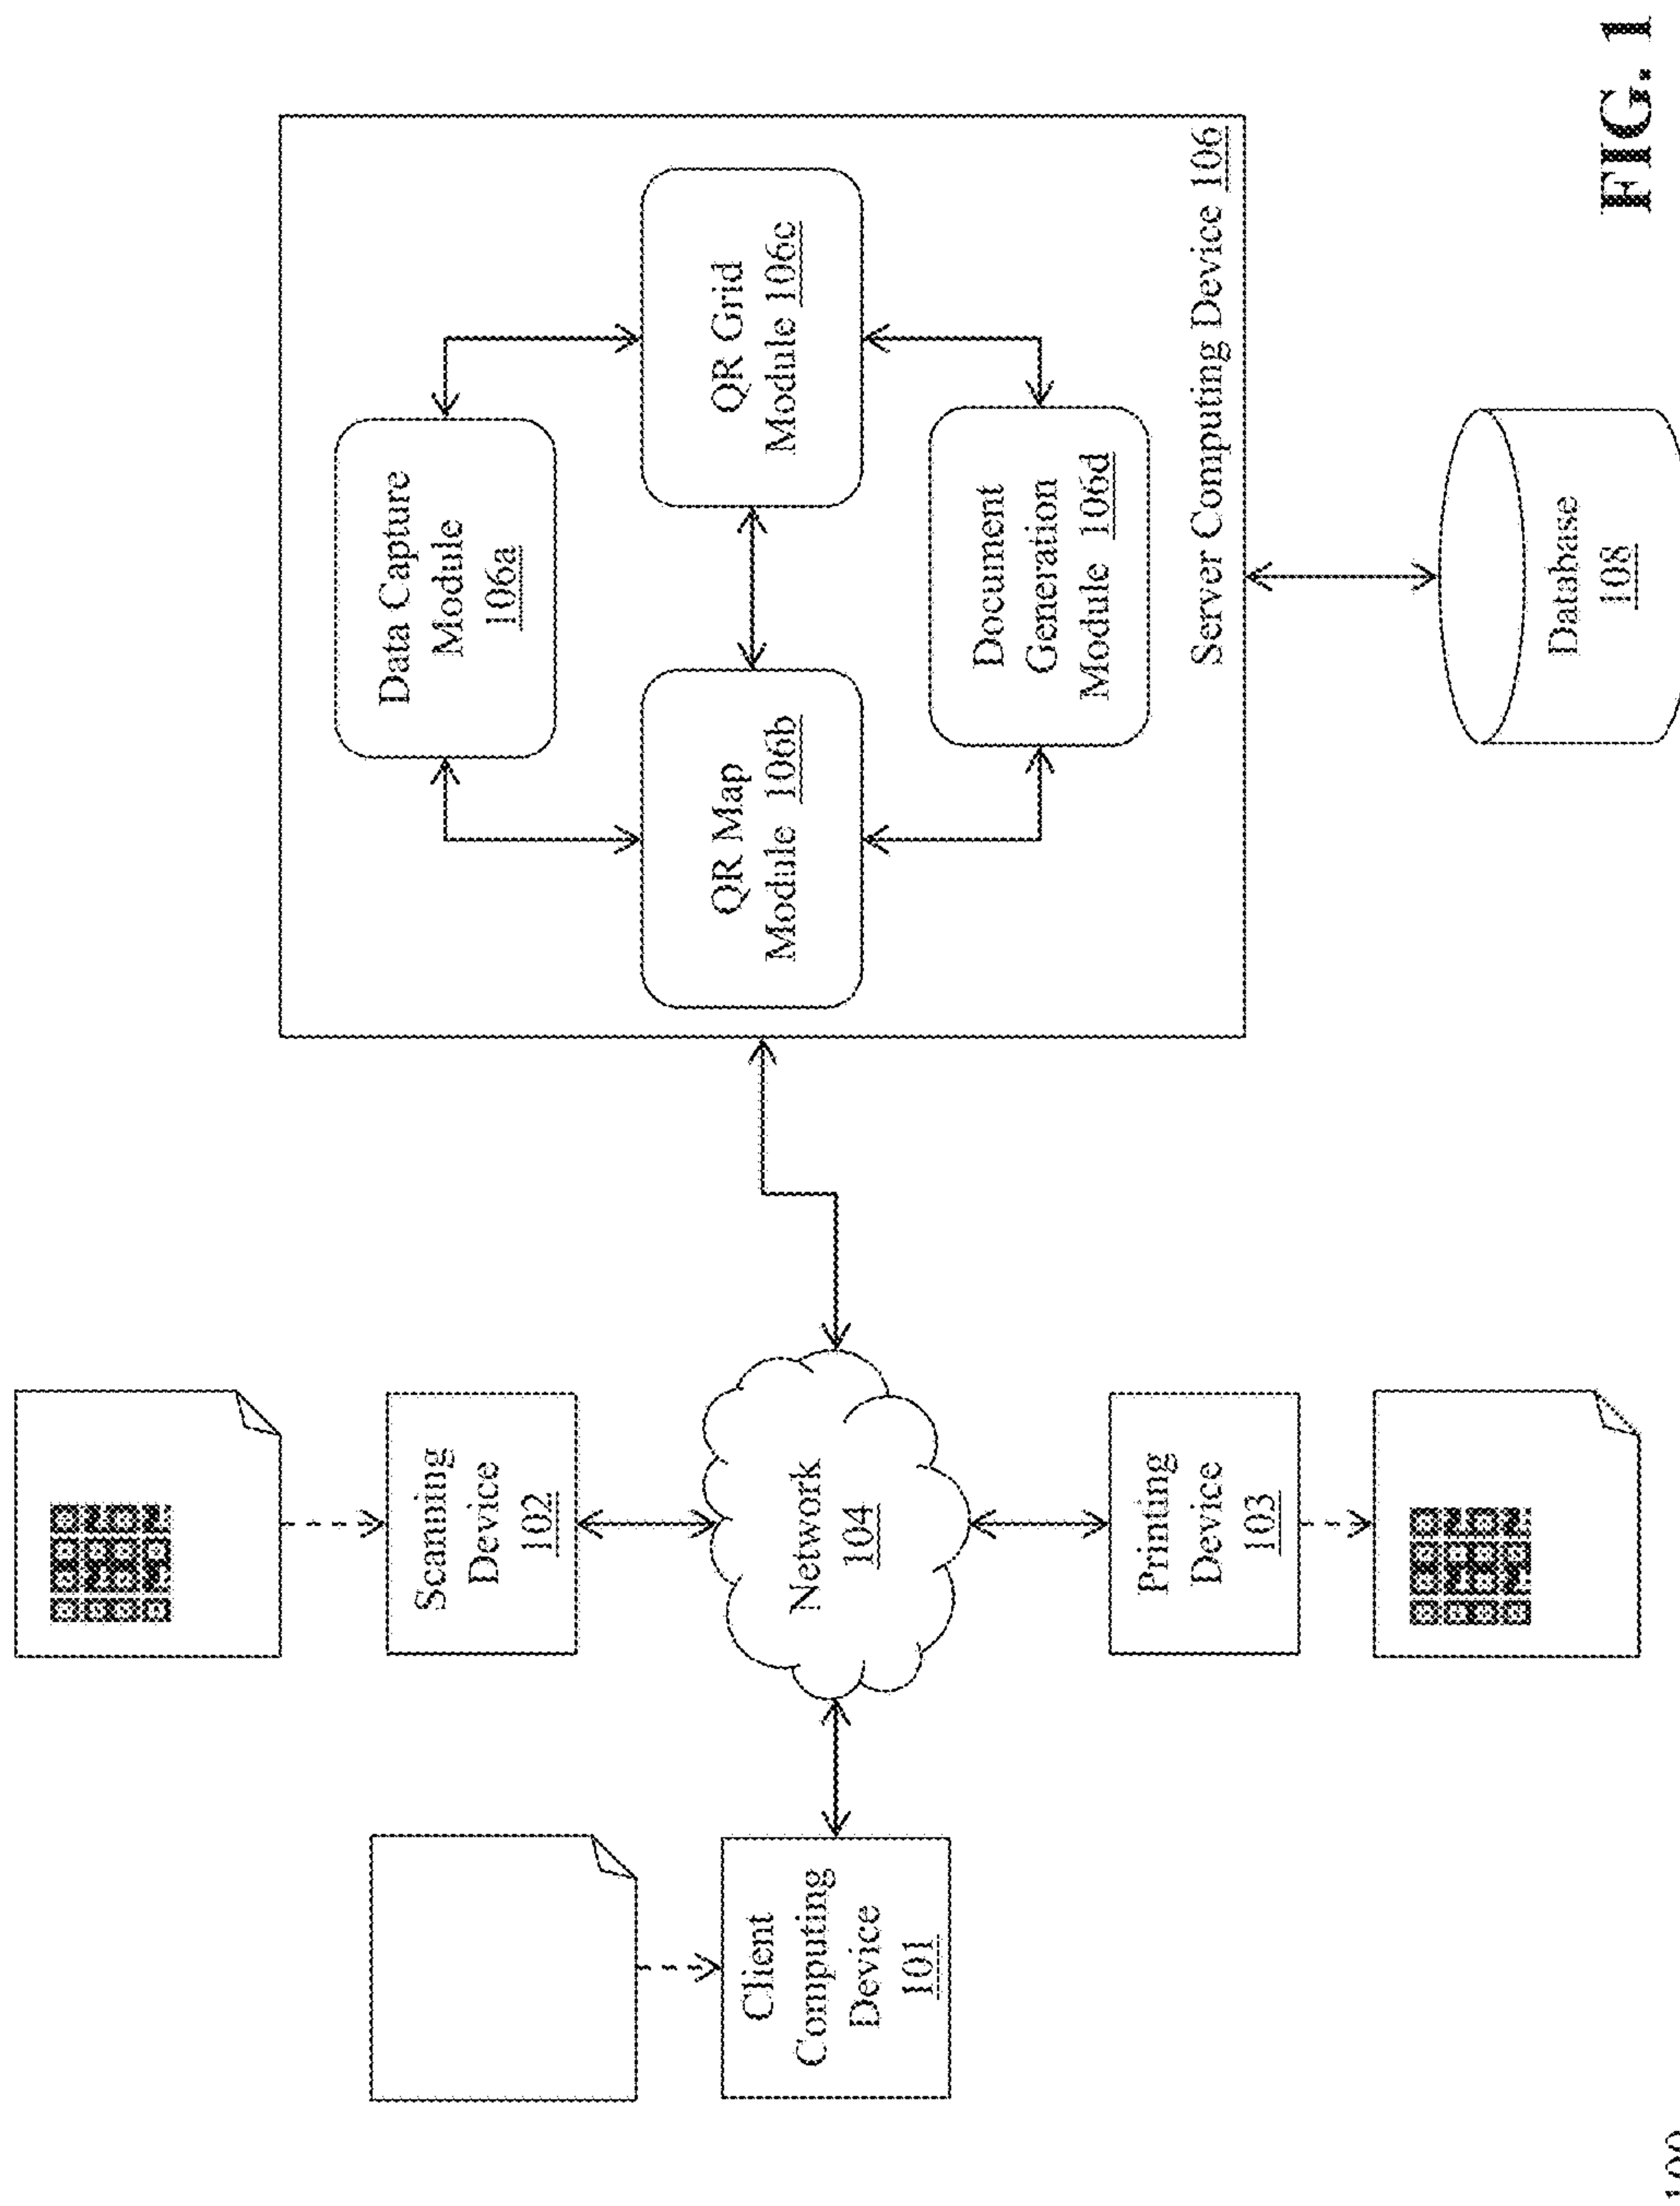 Scanning
Device
102
Client
Computing
Device
101
Network
104
Printing
Device
103
Data Capture
Module
106a
QR Map
Module 106b
QR Grid
Module 106c
Document
Generation
Module 106d
Server Computing Device 106
Database
108
100
FIG. 1